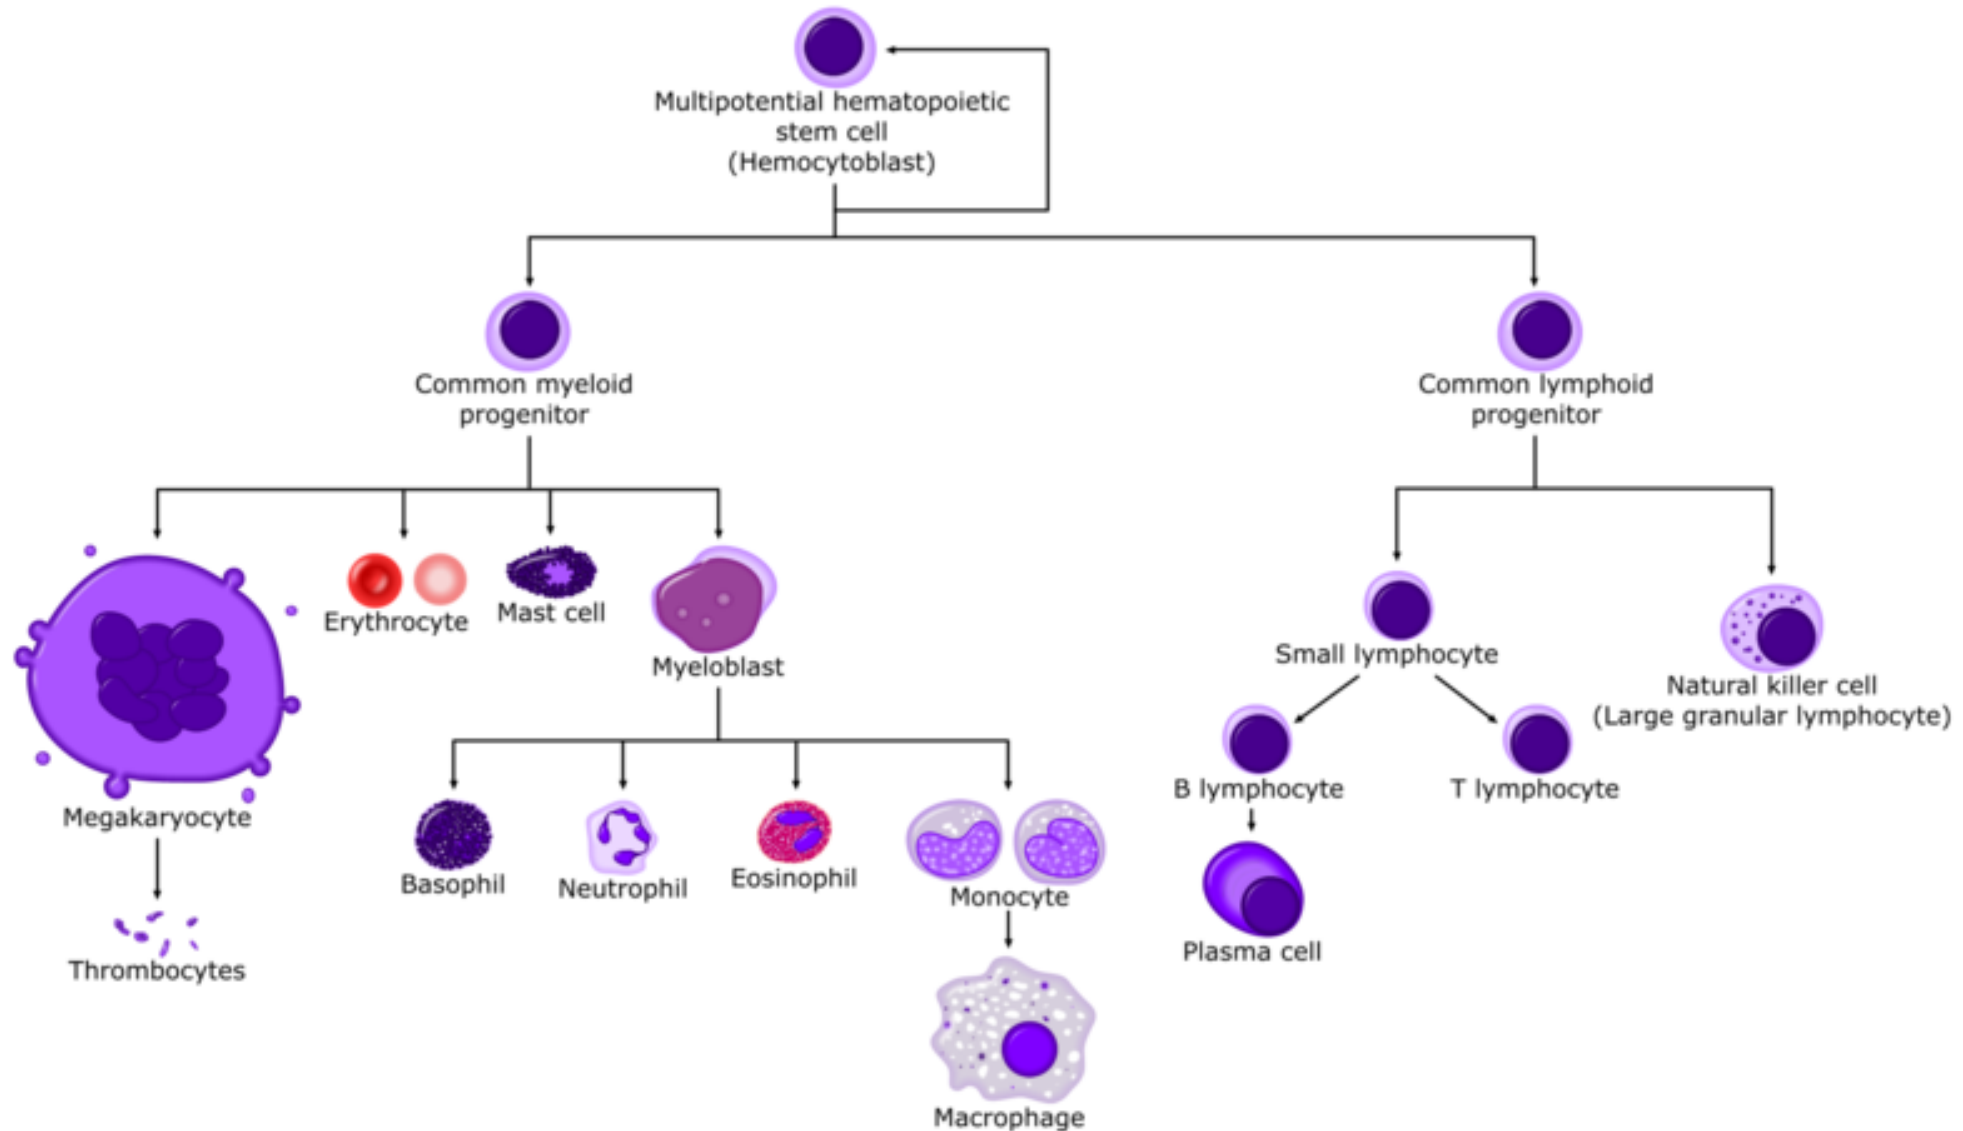 Multipotential hematopoietic
stem cell
(Hemocytoblast)
Common myeloid
progenitor
Common lymphoid
progenitor
Erythrocyte
Mast cell
Myeloblast
Small lymphocyte
Natural killer cell
(Large granular lymphocyte)
Megakaryocyte
B lymphocyte
T lymphocyte
Basophil
Neutrophil
Eosinophil
Monocyte
Plasma cell
Thrombocytes
Macrophage